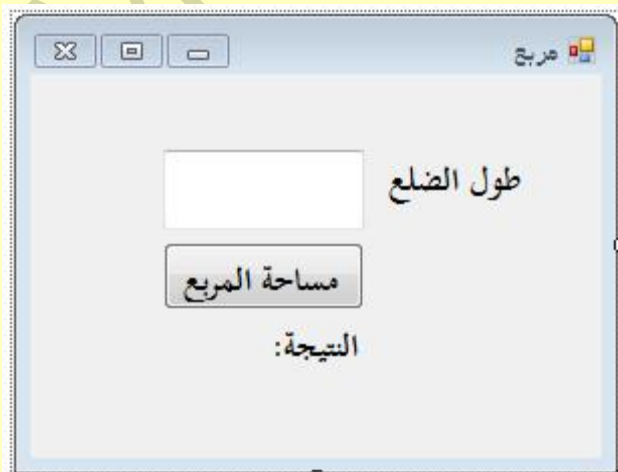 مربع
طول الضلع
مساحة المربع
النتيجة: